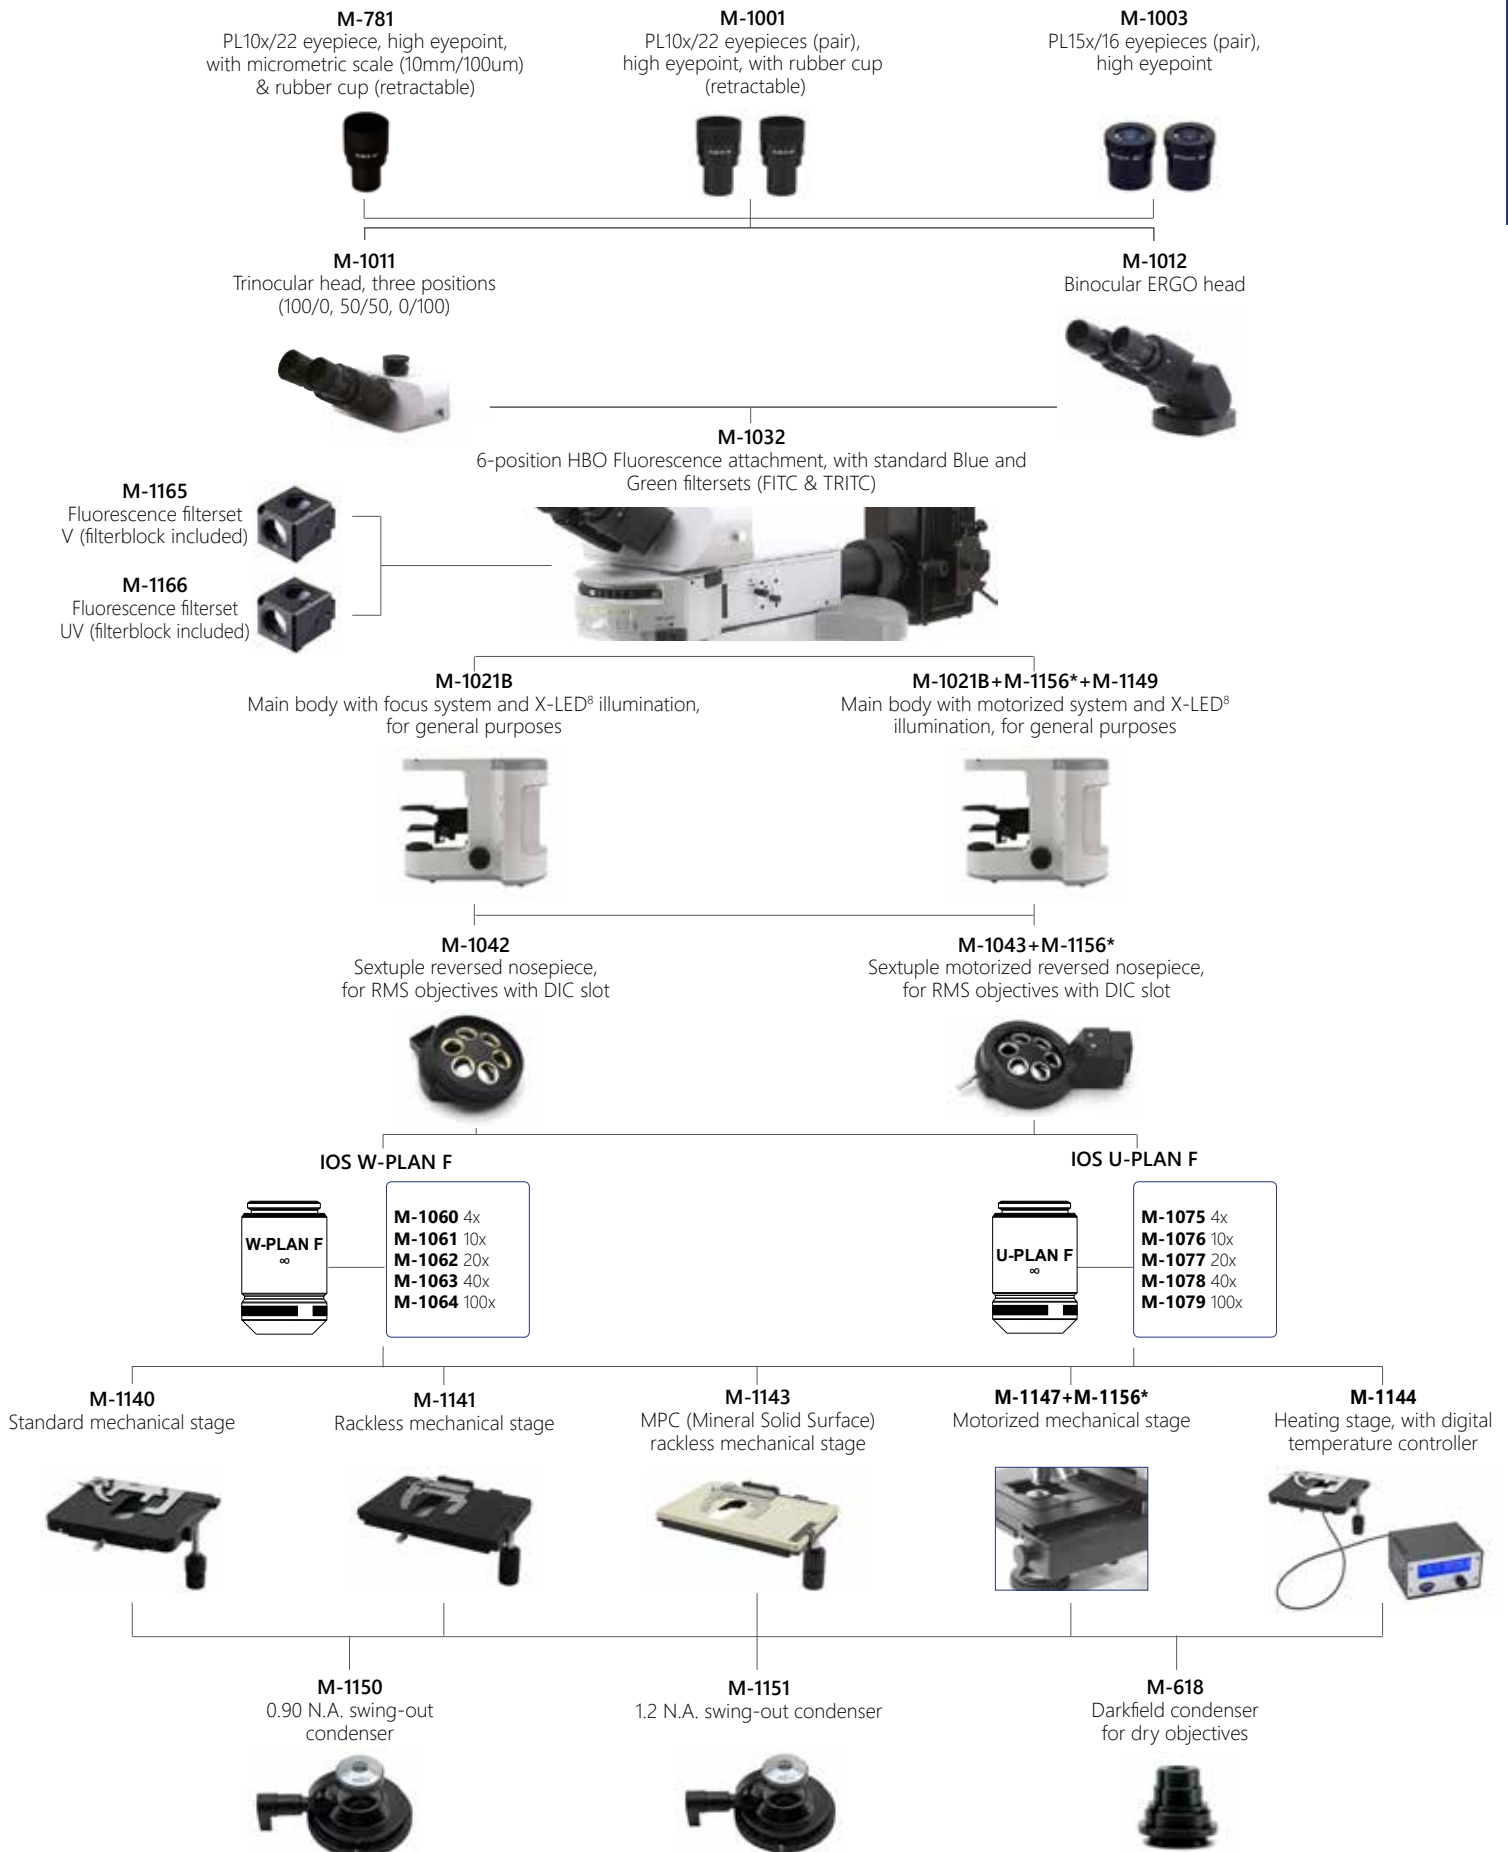 M-781
PL10x/22 eyepiece, high eyepoint,
with micrometric scale (10mm/100um)
& rubber cup (retractable)
M-1001
PL10x/22 eyepieces (pair),
high eyepoint, with rubber cup
(retractable)
M-1003
PL15x/16 eyepieces (pair),
high eyepoint
M-1011
Trinocular head, three positions
(100/0, 50/50, 0/100)
M-1012
Binocular ERGO head
M-1032
6-position HBO Fluorescence attachment, with standard Blue and
Green filtersets (FITC & TRITC)
M-1165
Fluorescence filterset
V (filterblock included)
M-1166
Fluorescence filterset
UV (filterblock included)
M-1021B
Main body with focus system and X-LED⁸ illumination,
for general purposes
M-1021B+M-1156*+M-1149
Main body with motorized system and X-LED⁸
illumination, for general purposes
M-1042
Sextuple reversed nosepiece,
for RMS objectives with DIC slot
M-1043+M-1156*
Sextuple motorized reversed nosepiece,
for RMS objectives with DIC slot
IOS W-PLAN F
W-PLAN F
∞
M-1060 4x
M-1061 10x
M-1062 20x
M-1063 40x
M-1064 100x
IOS U-PLAN F
U-PLAN F
∞
M-1075 4x
M-1076 10x
M-1077 20x
M-1078 40x
M-1079 100x
M-1140
Standard mechanical stage
M-1141
Rackless mechanical stage
M-1143
MPC (Mineral Solid Surface)
rackless mechanical stage
M-1147+M-1156*
Motorized mechanical stage
M-1144
Heating stage, with digital
temperature controller
M-1150
0.90 N.A. swing-out
condenser
M-1151
1.2 N.A. swing-out condenser
M-618
Darkfield condenser
for dry objectives